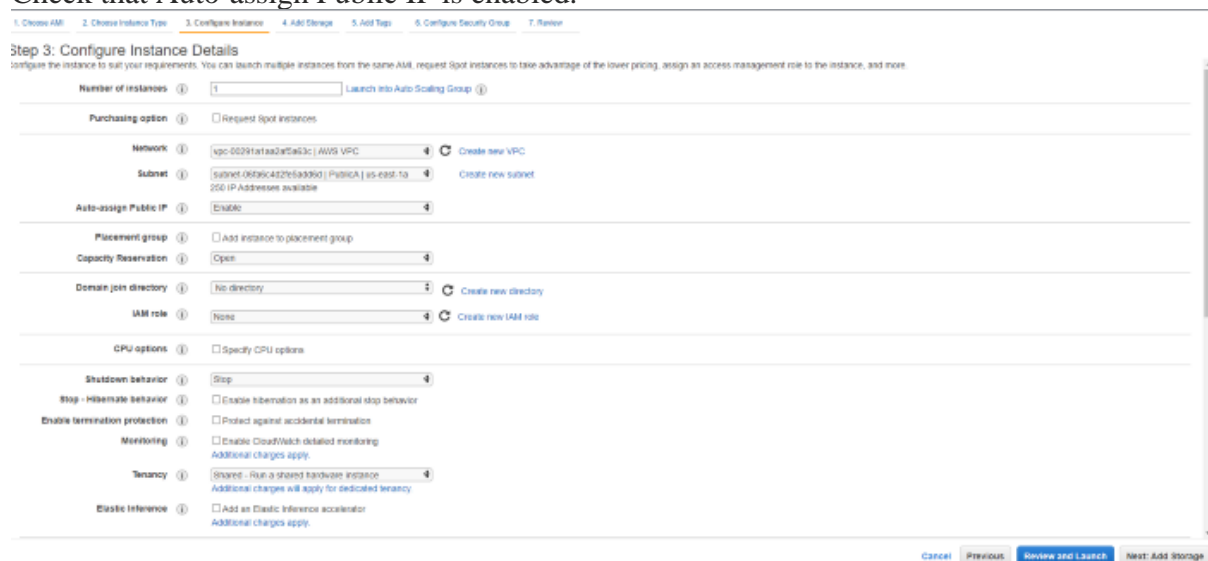 Check that Auto-assign Public IP is enabled.
1. Choose AMI 2. Choose Instance Type 3. Configure Instance 4. Add Storage 5. Add Tags 6. Configure Security Group 7. Review
Step 3: Configure Instance Details
Configure the instance to suit your requirements. You can launch multiple instances from the same AMI, request Spot instances to take advantage of the lower pricing, assign an access management role to the instance, and more.
Number of instances 1 Launch into Auto Scaling Group
Purchasing option Request Spot instances
Network | AWS VPC Create new VPC
Subnet | PublicA | us-east-1a Create new subnet
250 IP Addresses available
Auto-assign Public IP Enable
Placement group Add instance to placement group
Capacity Reservation Open
Domain join directory No directory Create new directory
IAM role None Create new IAM role
CPU options Specify CPU options
Shutdown behavior Stop
Stop - Hibernate behavior Enable hibernation as an additional stop behavior
Enable termination protection Protect against accidental termination
Monitoring Enable CloudWatch detailed monitoring
Additional charges apply.
Tenancy Shared - Run a shared hardware instance
Additional charges will apply for dedicated tenancy
Elastic Inference Add an Elastic Inference accelerator
Additional charges apply.
Cancel Previous Review and Launch Next: Add Storage